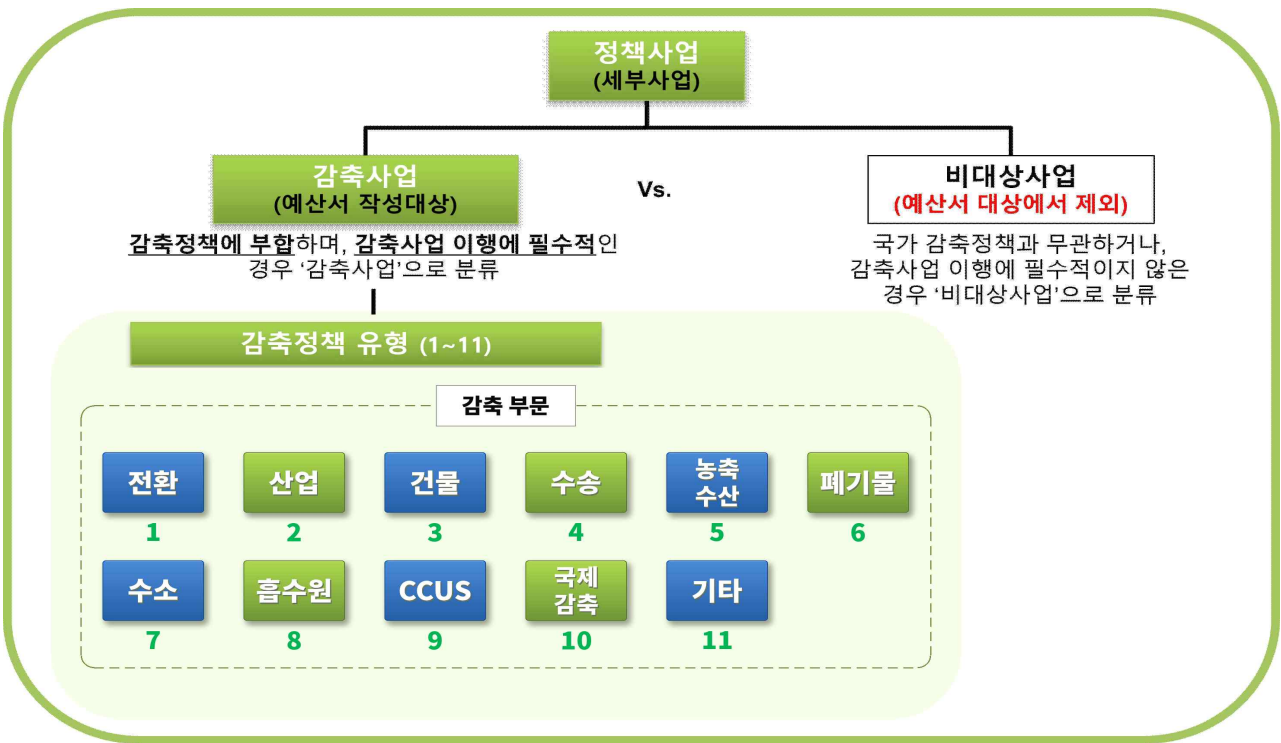 정책사업
(세부사업)
감축사업
(예산서 작성대상)
Vs.
비대상사업
(예산서 대상에서 제외)
감축정책에 부합하며, 감축사업 이행에 필수적인
경우 ‘감축사업’으로 분류
국가 감축정책과 무관하거나,
감축사업 이행에 필수적이지 않은
경우 ‘비대상사업’으로 분류
감축정책 유형 (1~11)
감축 부문
전환
산업
건물
수송
농축
수산
폐기물
1
2
3
4
5
6
수소
흡수원
CCUS
국제
감축
기타
7
8
9
10
11